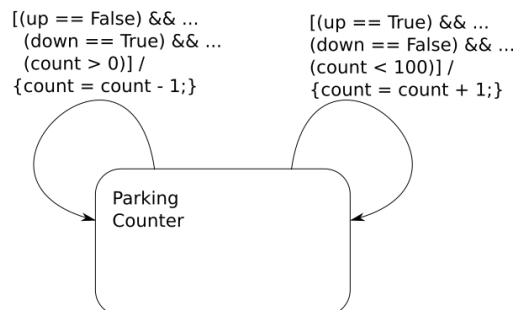 [(up == False) && ...
(down == True) && ...
(count > 0)] /
{count = count - 1;}
[(up == True) && ...
(down == False) && ...
(count < 100)] /
{count = count + 1;}
Parking
Counter